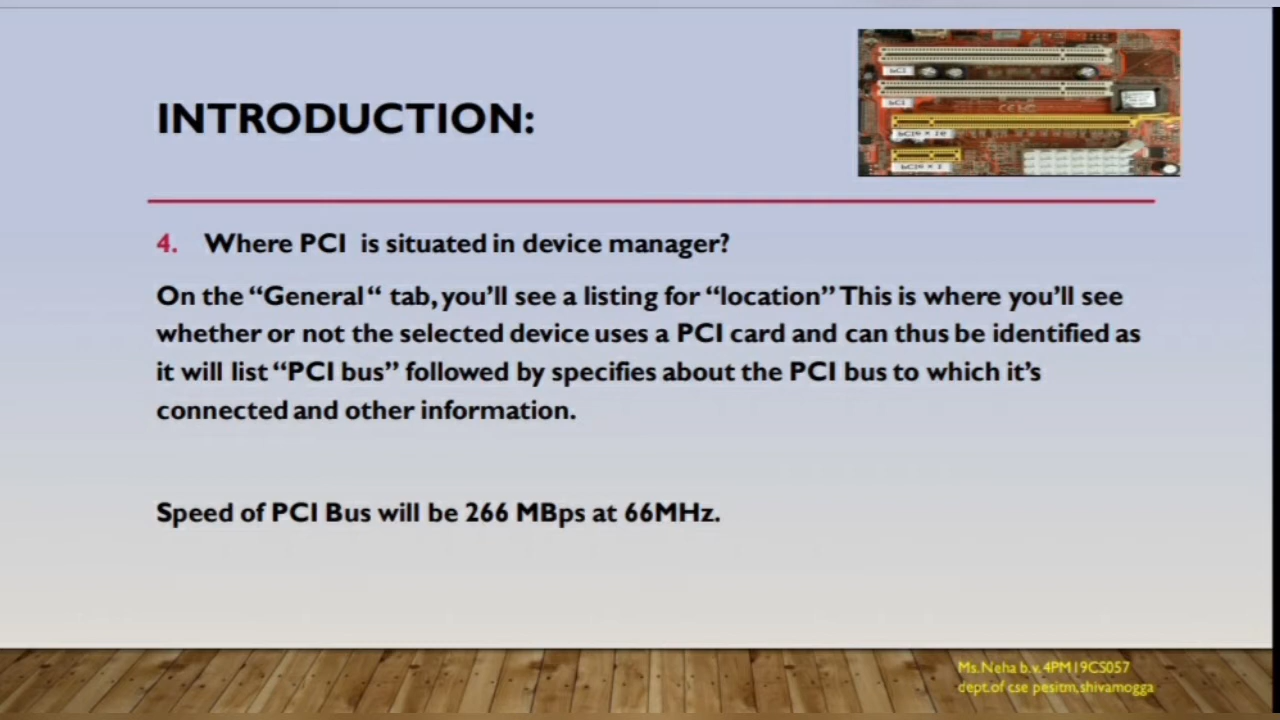 INTRODUCTION:
4. Where PCI is situated in device manager?
On the “General“ tab, you’ll see a listing for “location” This is where you’ll see
whether or not the selected device uses a PCI card and can thus be identified as
it will list “PCI bus” followed by specifies about the PCI bus to which it’s
connected and other information.
Speed of PCI Bus will be 266 MBps at 66MHz.
Ms.Neha b.v.4PM19CS057
dept.of cse pesitm,shivamogga